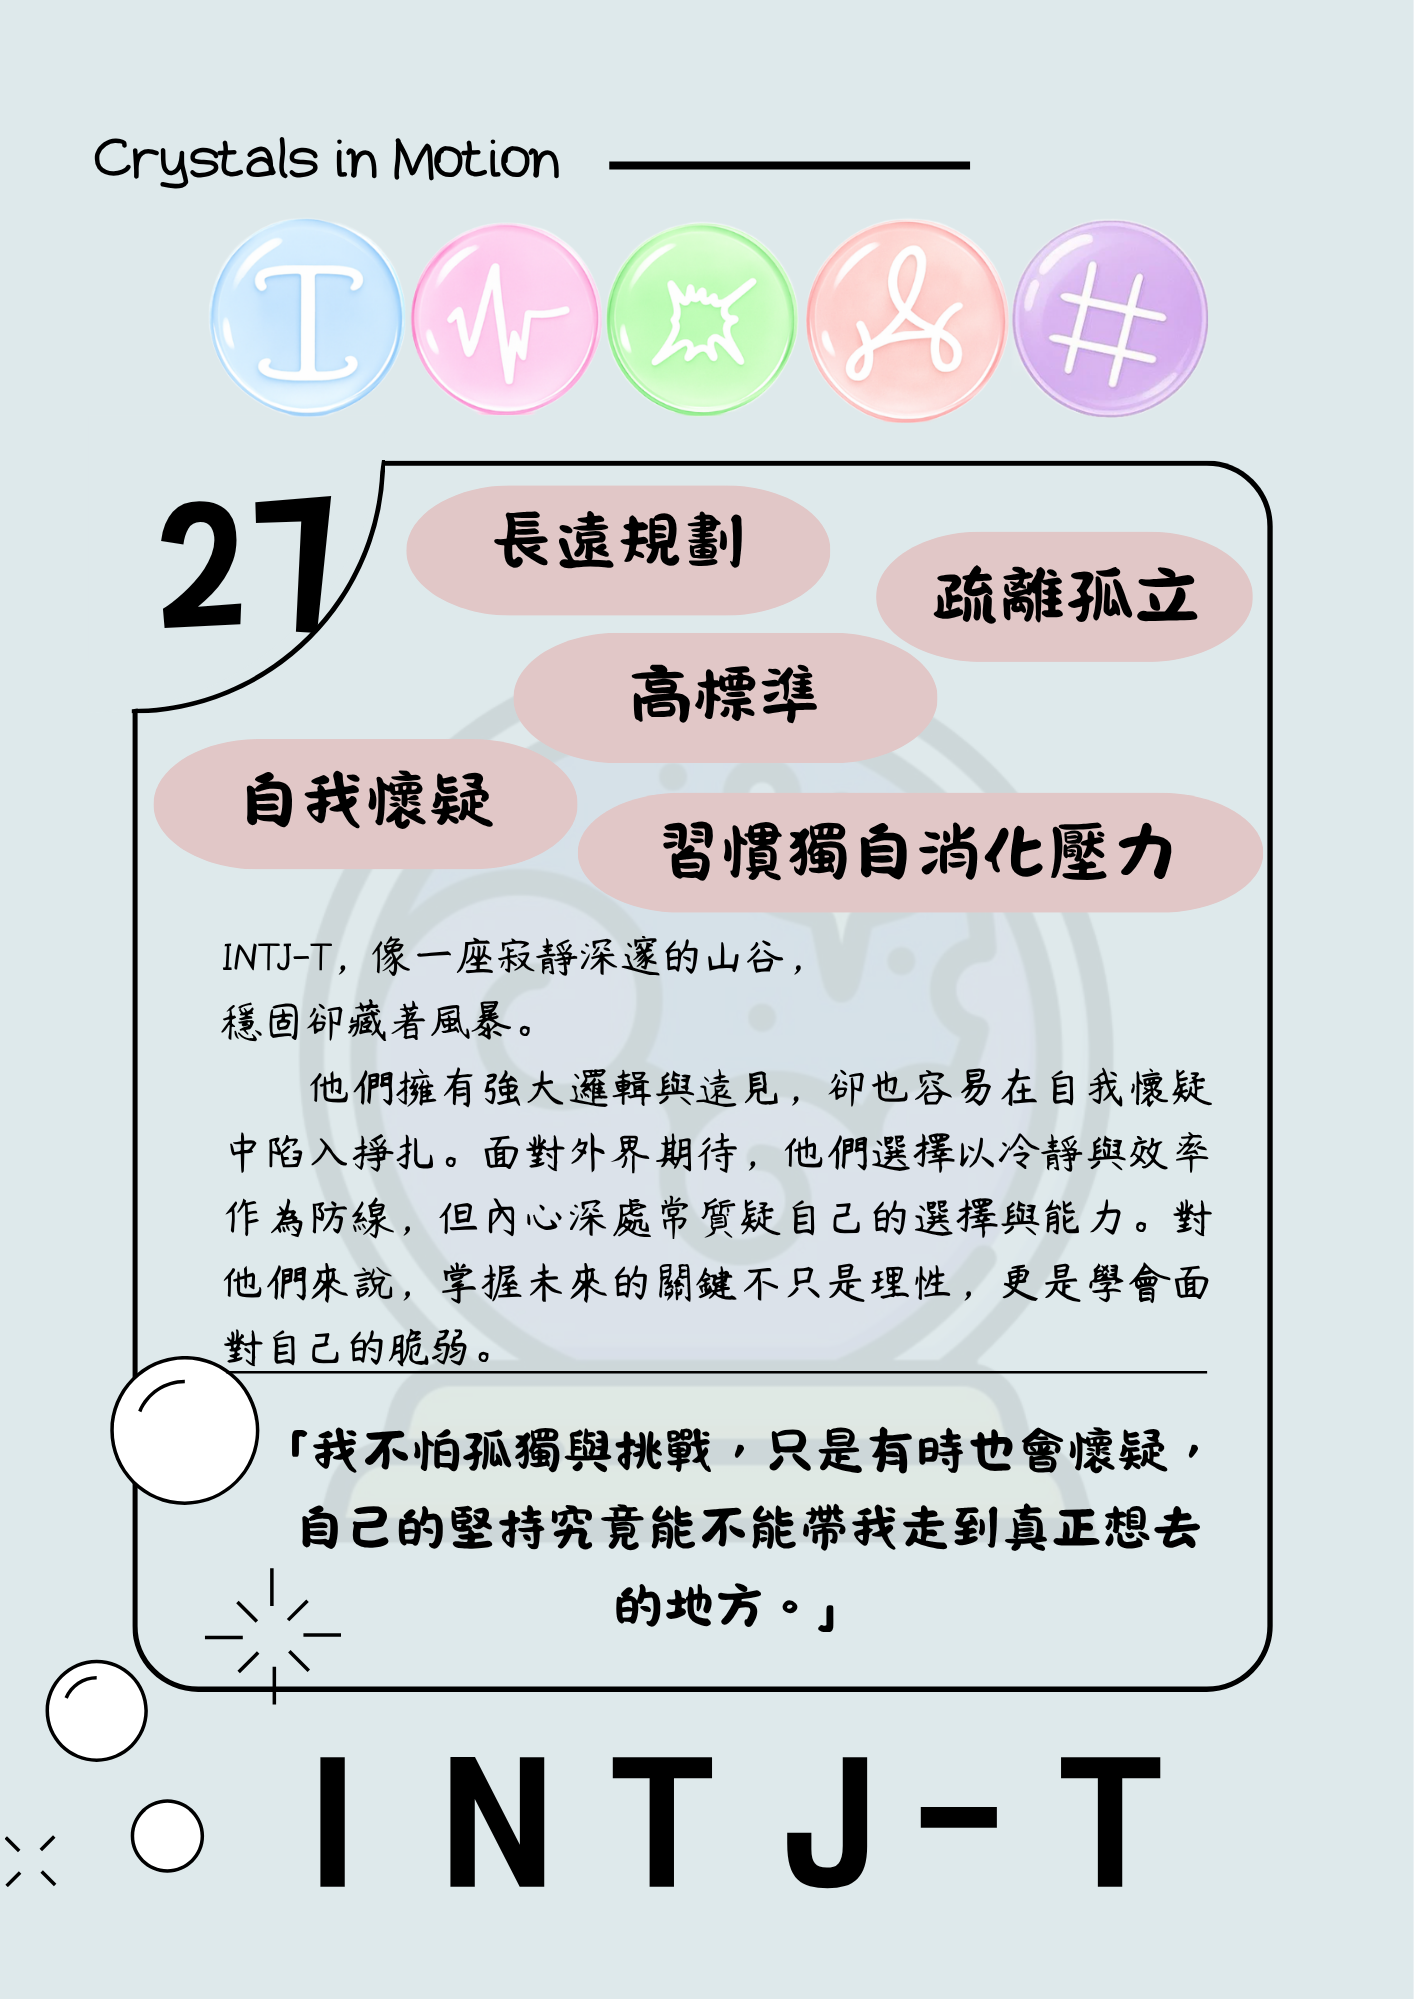 Crystals in Motion
I
#
27
長遠規劃
疏離孤立
高標準
自我懷疑
習慣獨自消化壓力
INTJ-T，像一座寂靜深邃的山谷，
穩固卻藏著風暴。
他們擁有強大邏輯與遠見，卻也容易在自我懷疑
中陷入掙扎。面對外界期待，他們選擇以冷靜與效率
作為防線，但內心深處常質疑自己的選擇與能力。對
他們來說，掌握未來的關鍵不只是理性，更是學會面
對自己的脆弱。
「我不怕孤獨與挑戰，只是有時也會懷疑，
自己的堅持究竟能不能帶我走到真正想去
的地方。」
INTJ-T